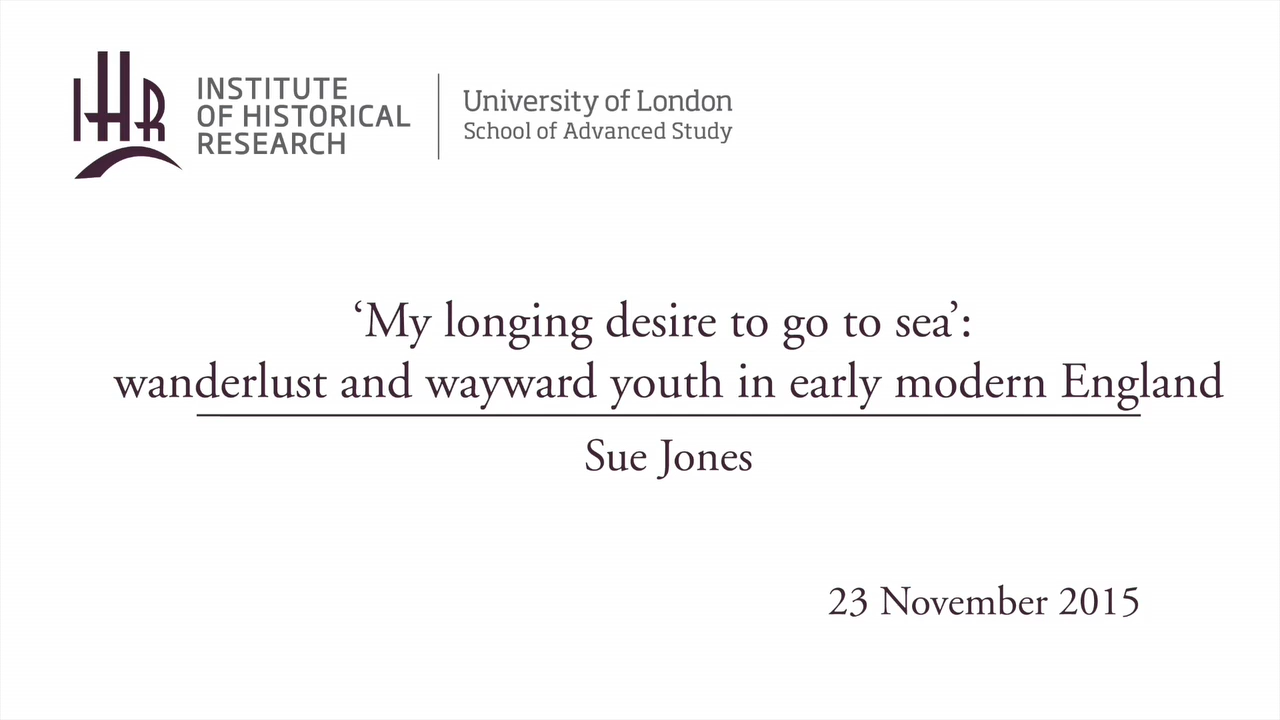 IHR
INSTITUTE
OF HISTORICAL
RESEARCH
University of London
School of Advanced Study
‘My longing desire to go to sea’:
wanderlust and wayward youth in early modern England
Sue Jones
23 November 2015